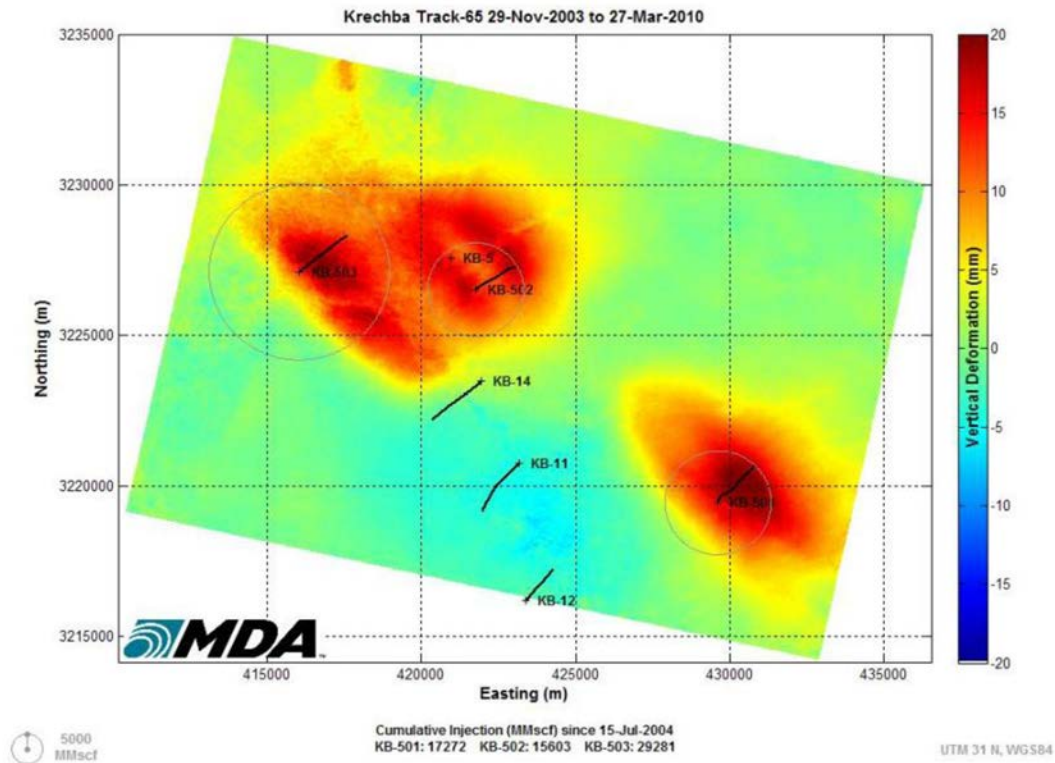 Krechba Track-65 29-Nov-2003 to 27-Mar-2010
3235000
3230000
3225000
3220000
3215000
Northing (m)
415000 420000 425000 430000 435000
Easting (m)
KB-503
KB-5
KB-502
KB-14
KB-11
KB-501
KB-12
MDA
20
15
10
5
0
-5
-10
-15
-20
Vertical Deformation (mm)
5000
MMscf
Cumulative Injection (MMscf) since 15-Jul-2004
KB-501: 17272 KB-502: 15603 KB-503: 29281
UTM 31 N, WGS84